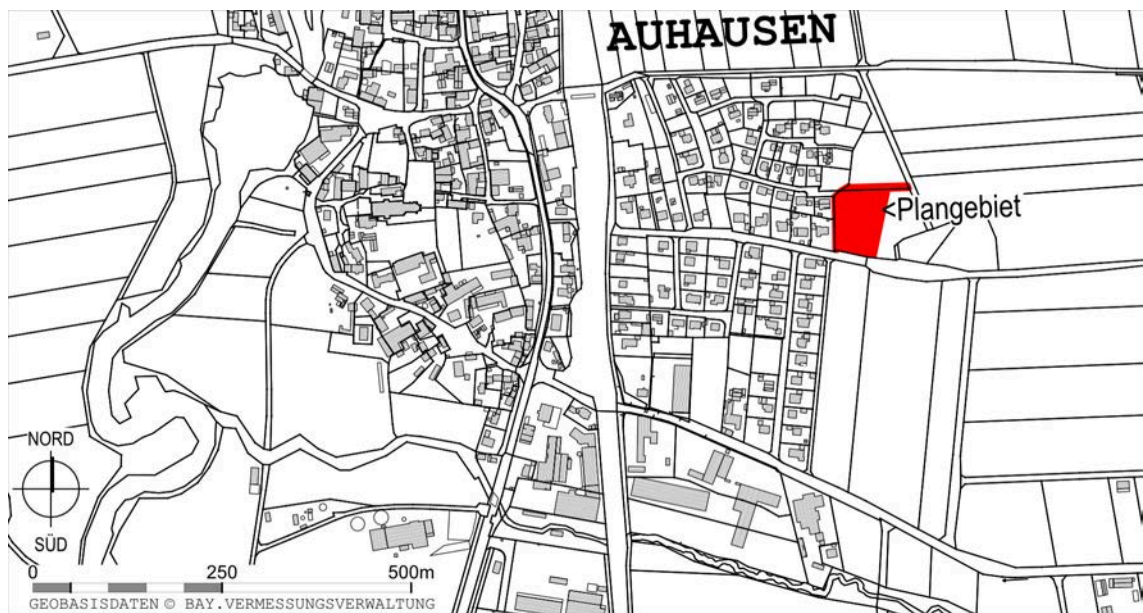 AUHAUSEN
<Plangebiet
NORD
SÜD
0 250 500m
GEOBASISDATEN © BAY.VERMESSUNGSVERWALTUNG